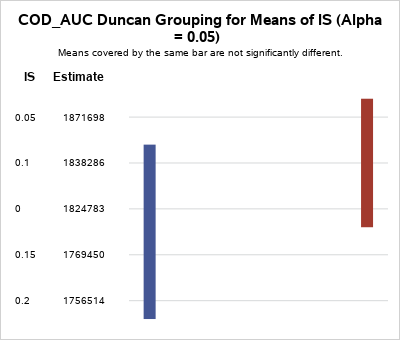 COD_AUC Duncan Grouping for Means of IS (Alpha
= 0.05)
Means covered by the same bar are not significantly different.
IS Estimate
0.05 1871698
0.1 1838286
0 1824783
0.15 1769450
0.2 1756514